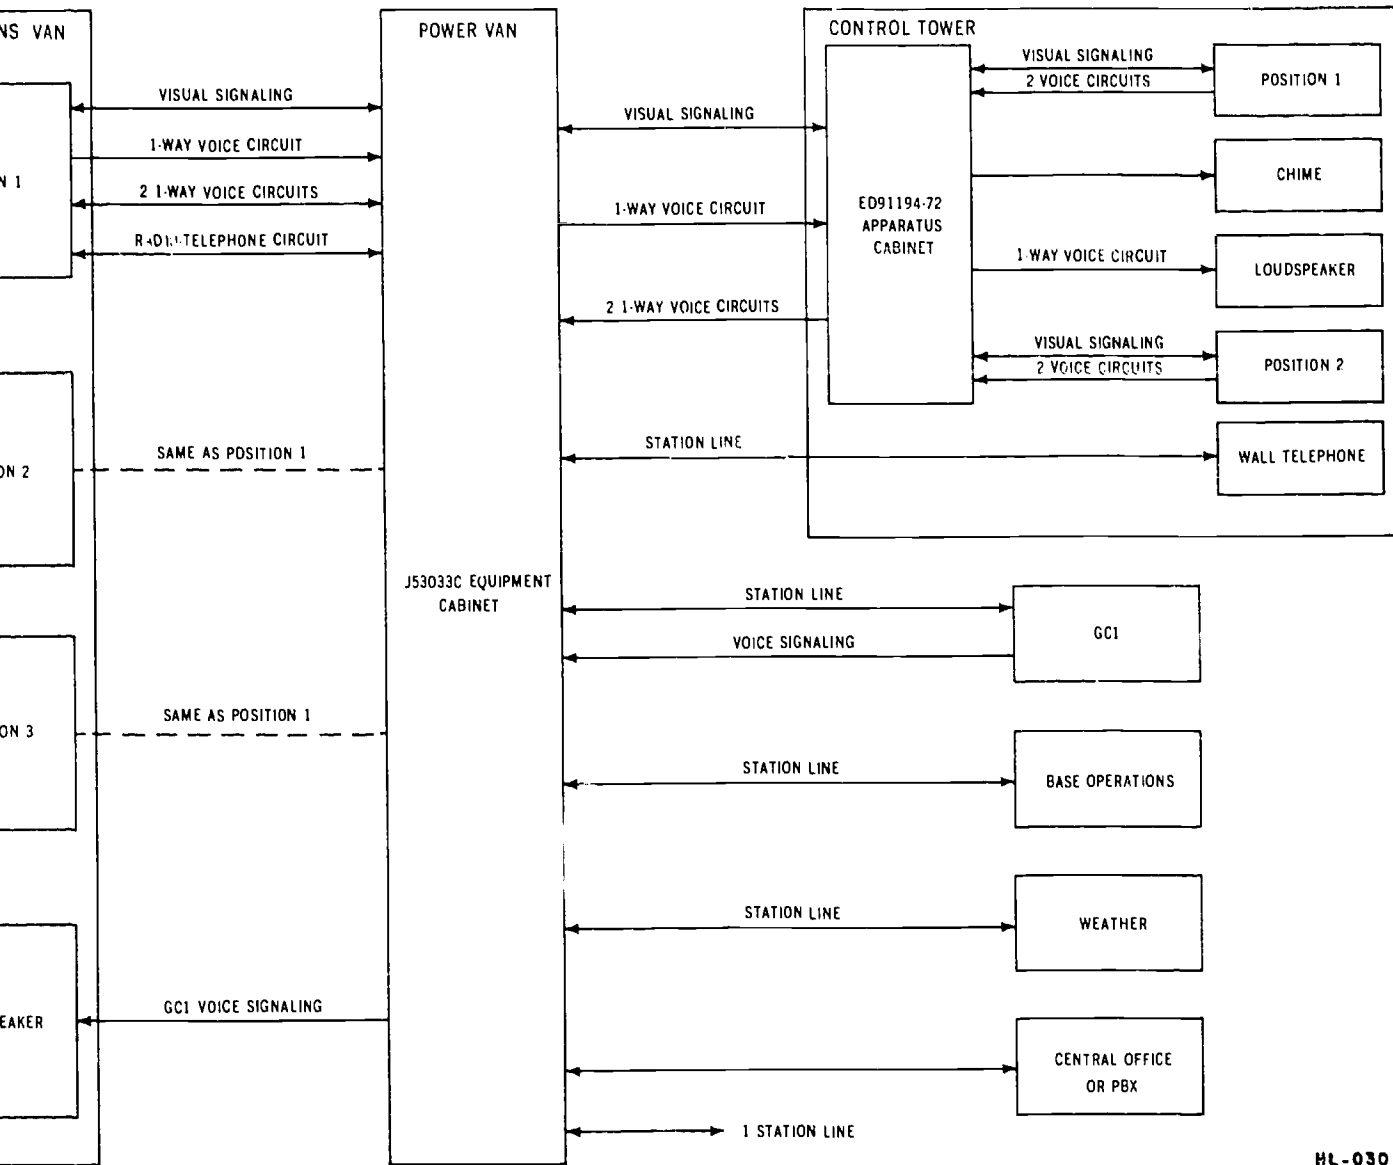 NS VAN
N 1
ON 2
ON 3
EAKER
VISUAL SIGNALING
1-WAY VOICE CIRCUIT
2 1-WAY VOICE CIRCUITS
TELEPHONE CIRCUIT
SAME AS POSITION 1
SAME AS POSITION 1
GC1 VOICE SIGNALING
POWER VAN
J53033C EQUIPMENT
CABINET
VISUAL SIGNALING
1-WAY VOICE CIRCUIT
2 1-WAY VOICE CIRCUITS
STATION LINE
CONTROL TOWER
ED91194-72
APPARATUS
CABINET
VISUAL SIGNALING
2 VOICE CIRCUITS
POSITION 1
CHIME
1-WAY VOICE CIRCUIT
LOUDSPEAKER
VISUAL SIGNALING
2 VOICE CIRCUITS
POSITION 2
WALL TELEPHONE
STATION LINE
VOICE SIGNALING
GC1
STATION LINE
BASE OPERATIONS
STATION LINE
WEATHER
CENTRAL OFFICE
OR PBX
1 STATION LINE
HL-030